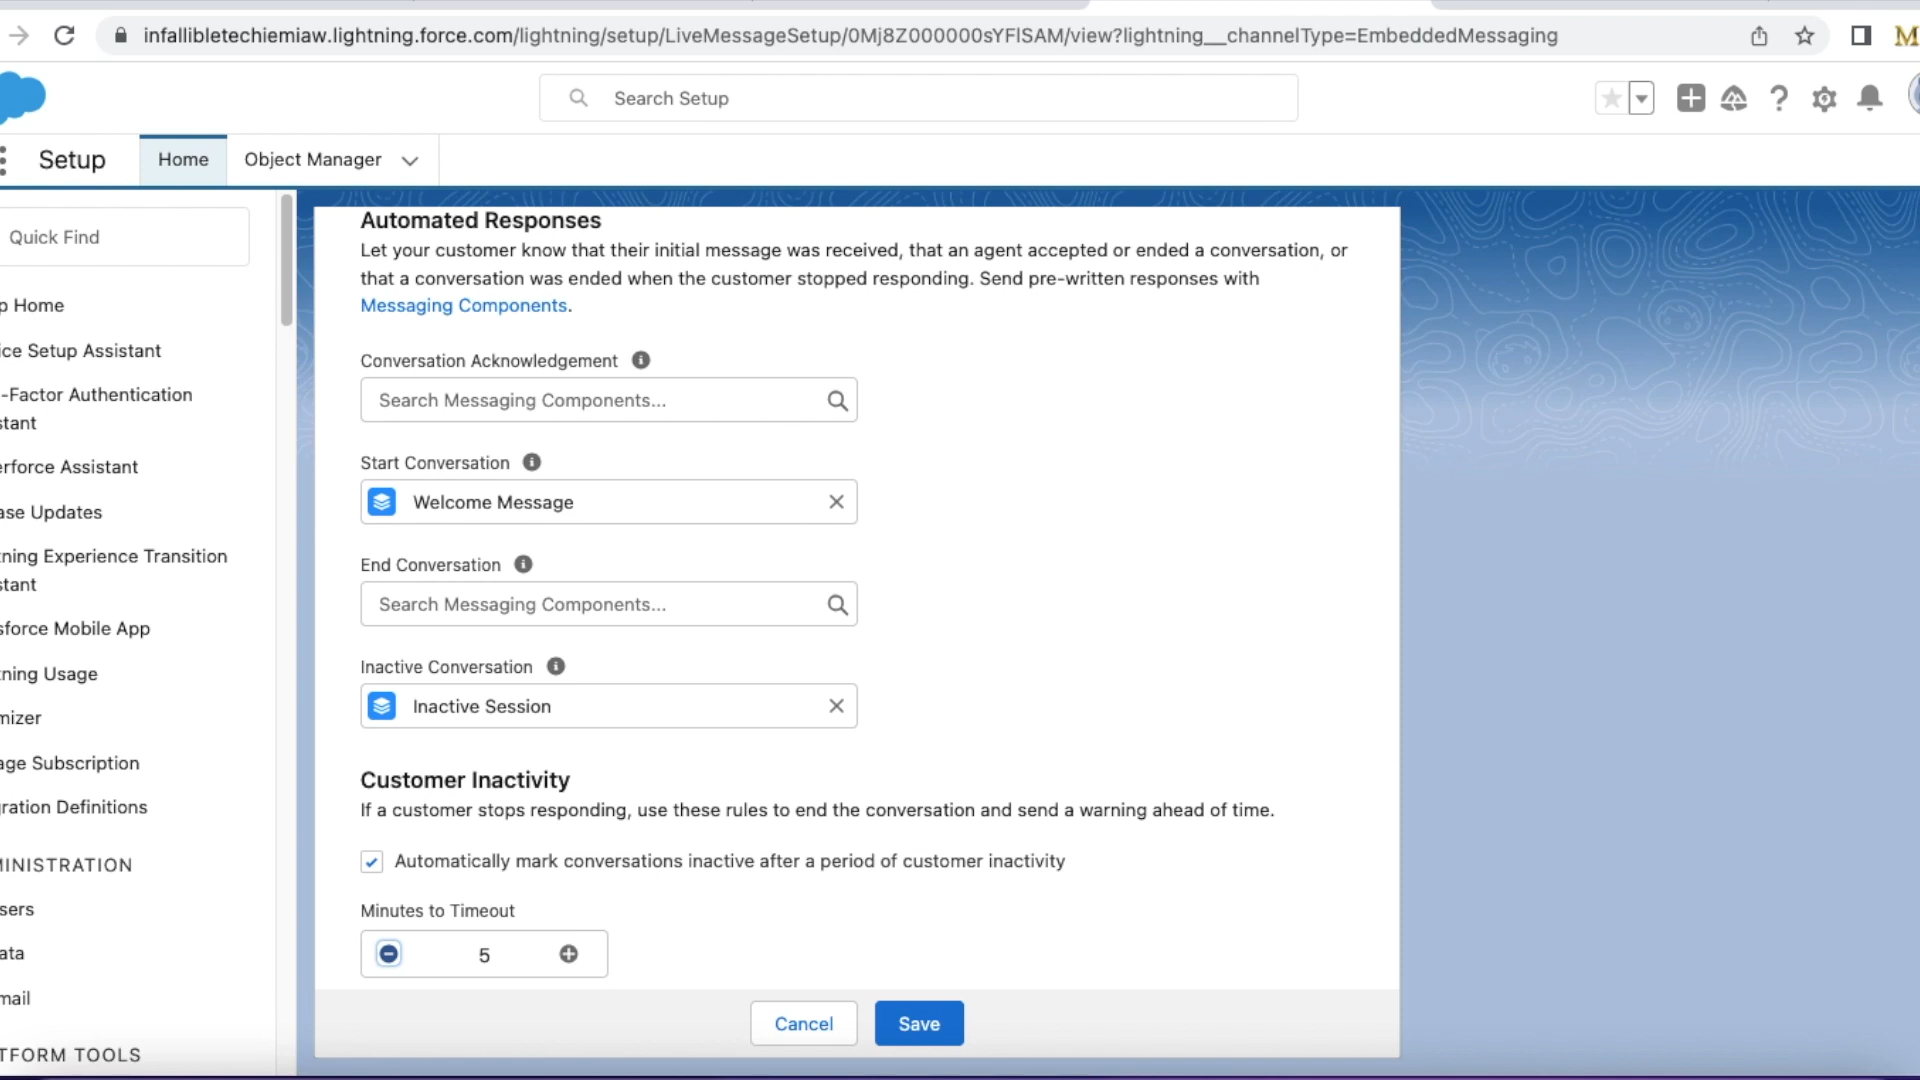 infallibletechiemiaw.lightning.force.com/lightning/setup/LiveMessageSetup/0Mj8Z000000sYFlSAM/view?lightning__channelType=EmbeddedMessaging
M
Search Setup
Setup
Home
Object Manager
Quick Find
p Home
ice Setup Assistant
-Factor Authentication
stant
erforce Assistant
ase Updates
tning Experience Transition
stant
sforce Mobile App
tning Usage
mizer
age Subscription
gration Definitions
MINISTRATION
sers
ata
mail
TFORM TOOLS
Automated Responses
Let your customer know that their initial message was received, that an agent accepted or ended a conversation, or
that a conversation was ended when the customer stopped responding. Send pre-written responses with
Messaging Components.
Conversation Acknowledgement
Search Messaging Components...
Start Conversation
Welcome Message
End Conversation
Search Messaging Components...
Inactive Conversation
Inactive Session
Customer Inactivity
If a customer stops responding, use these rules to end the conversation and send a warning ahead of time.
Automatically mark conversations inactive after a period of customer inactivity
Minutes to Timeout
5
Cancel
Save